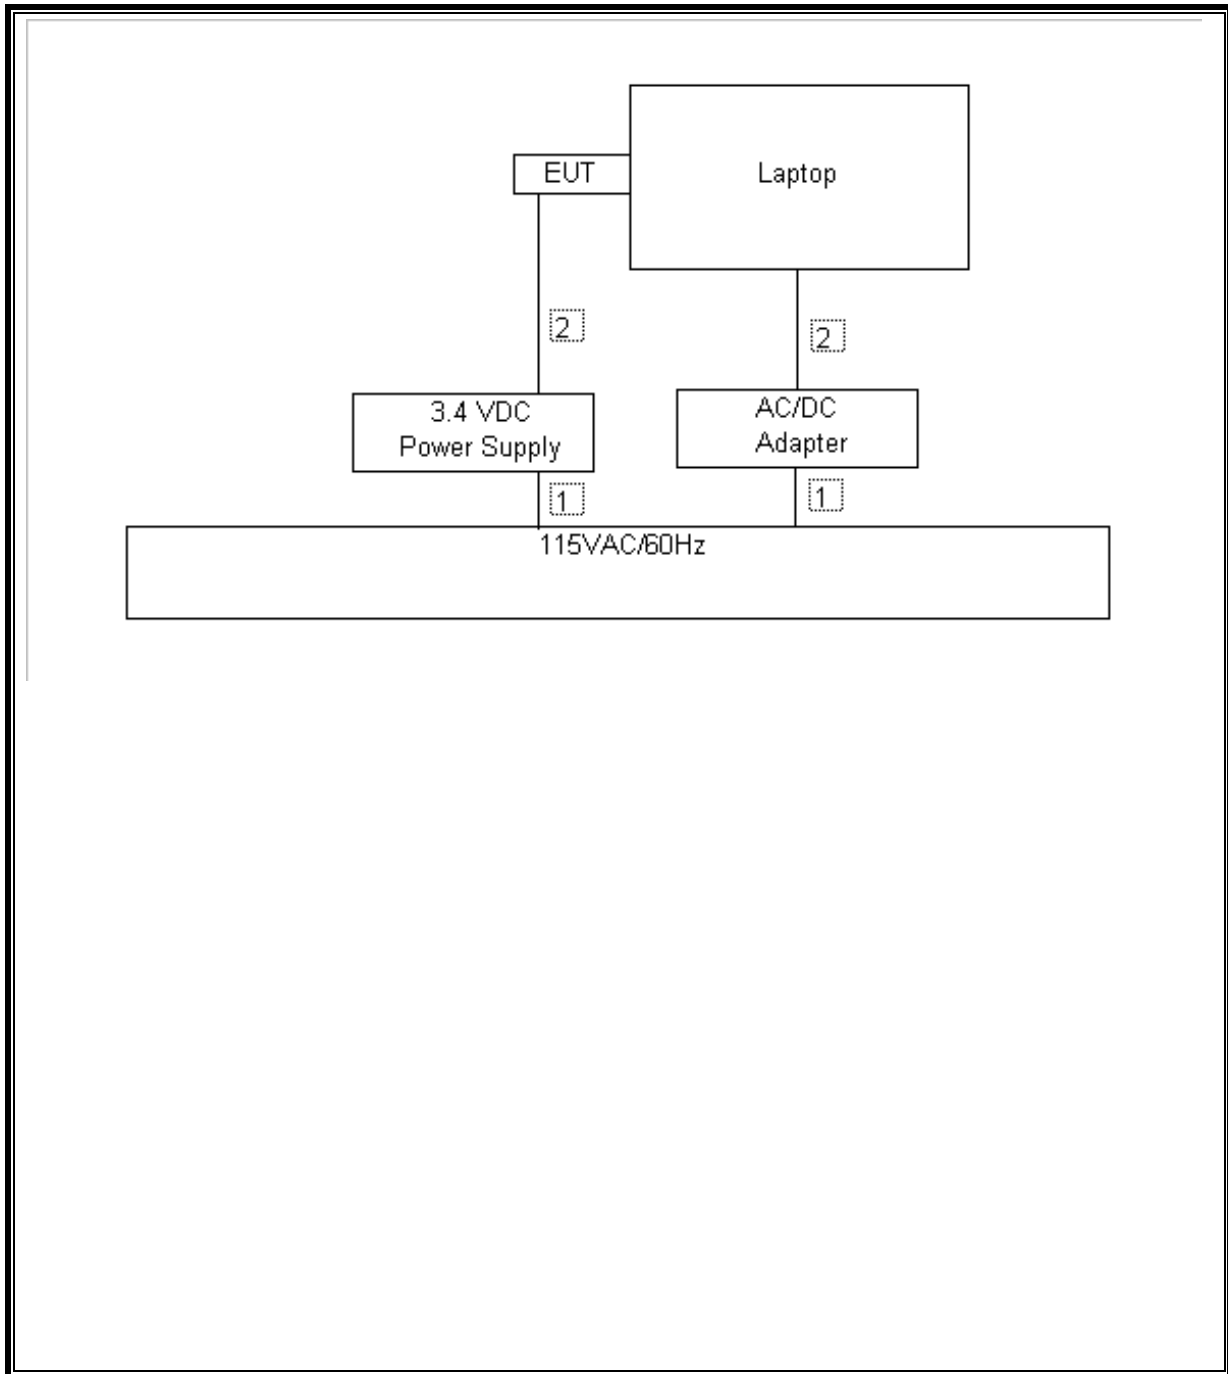 EUT
Laptop
2
2
3.4 VDC
Power Supply
AC/DC
Adapter
1
1
115VAC/60Hz